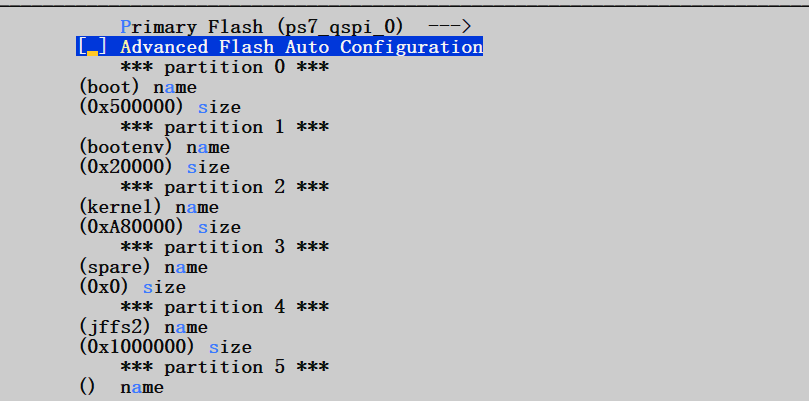 Primary Flash (ps7_qspi_0)  --->
[ ] Advanced Flash Auto Configuration
*** partition 0 ***
(boot) name
(0x500000) size
*** partition 1 ***
(bootenv) name
(0x20000) size
*** partition 2 ***
(kernel) name
(0xA80000) size
*** partition 3 ***
(spare) name
(0x0) size
*** partition 4 ***
(jffs2) name
(0x1000000) size
*** partition 5 ***
()  name